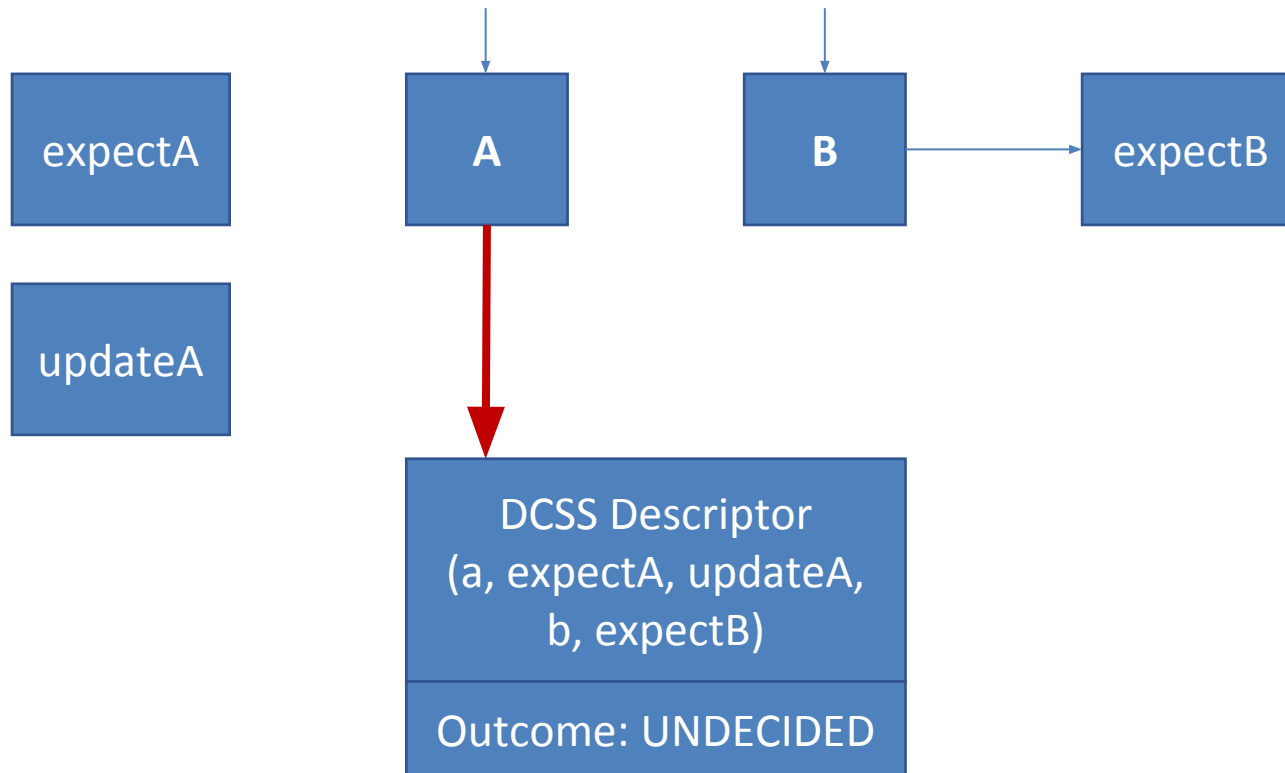 expectA
A
B
expectB
updateA
DCSS Descriptor
(a, expectA, updateA,
b, expectB)
Outcome: UNDECIDED